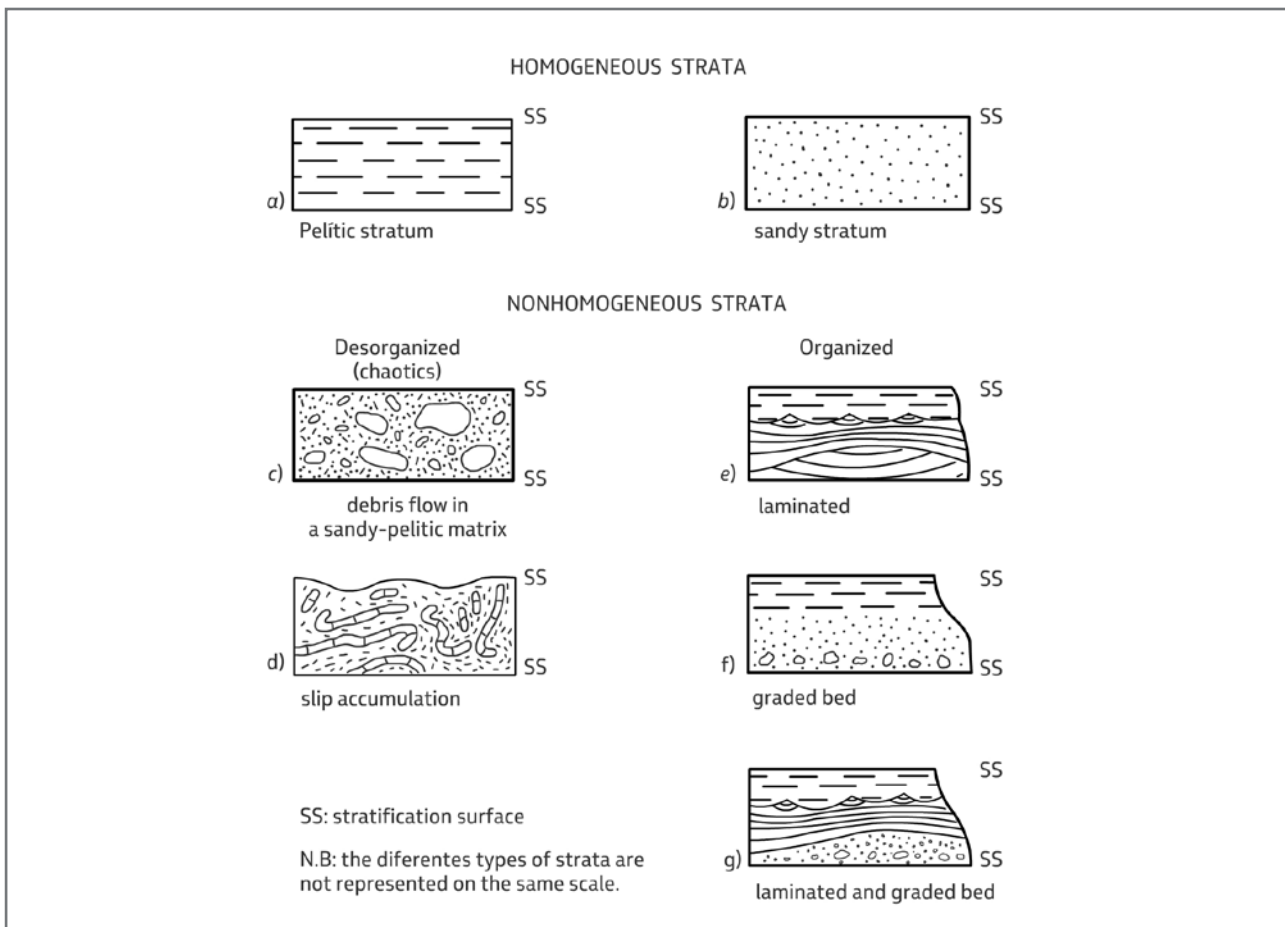 HOMOGENEOUS STRATA
SS
SS
a)
Pelític stratum
SS
SS
b)
sandy stratum
NONHOMOGENEOUS STRATA
Desorganized
(chaotics)
SS
SS
c)
debris flow in
a sandy-pelitic matrix
SS
SS
d)
slip accumulation
Organized
SS
SS
e)
laminated
SS
SS
f)
graded bed
SS
SS
g)
laminated and graded bed
SS: stratification surface
N.B: the diferentes types of strata are
not represented on the same scale.